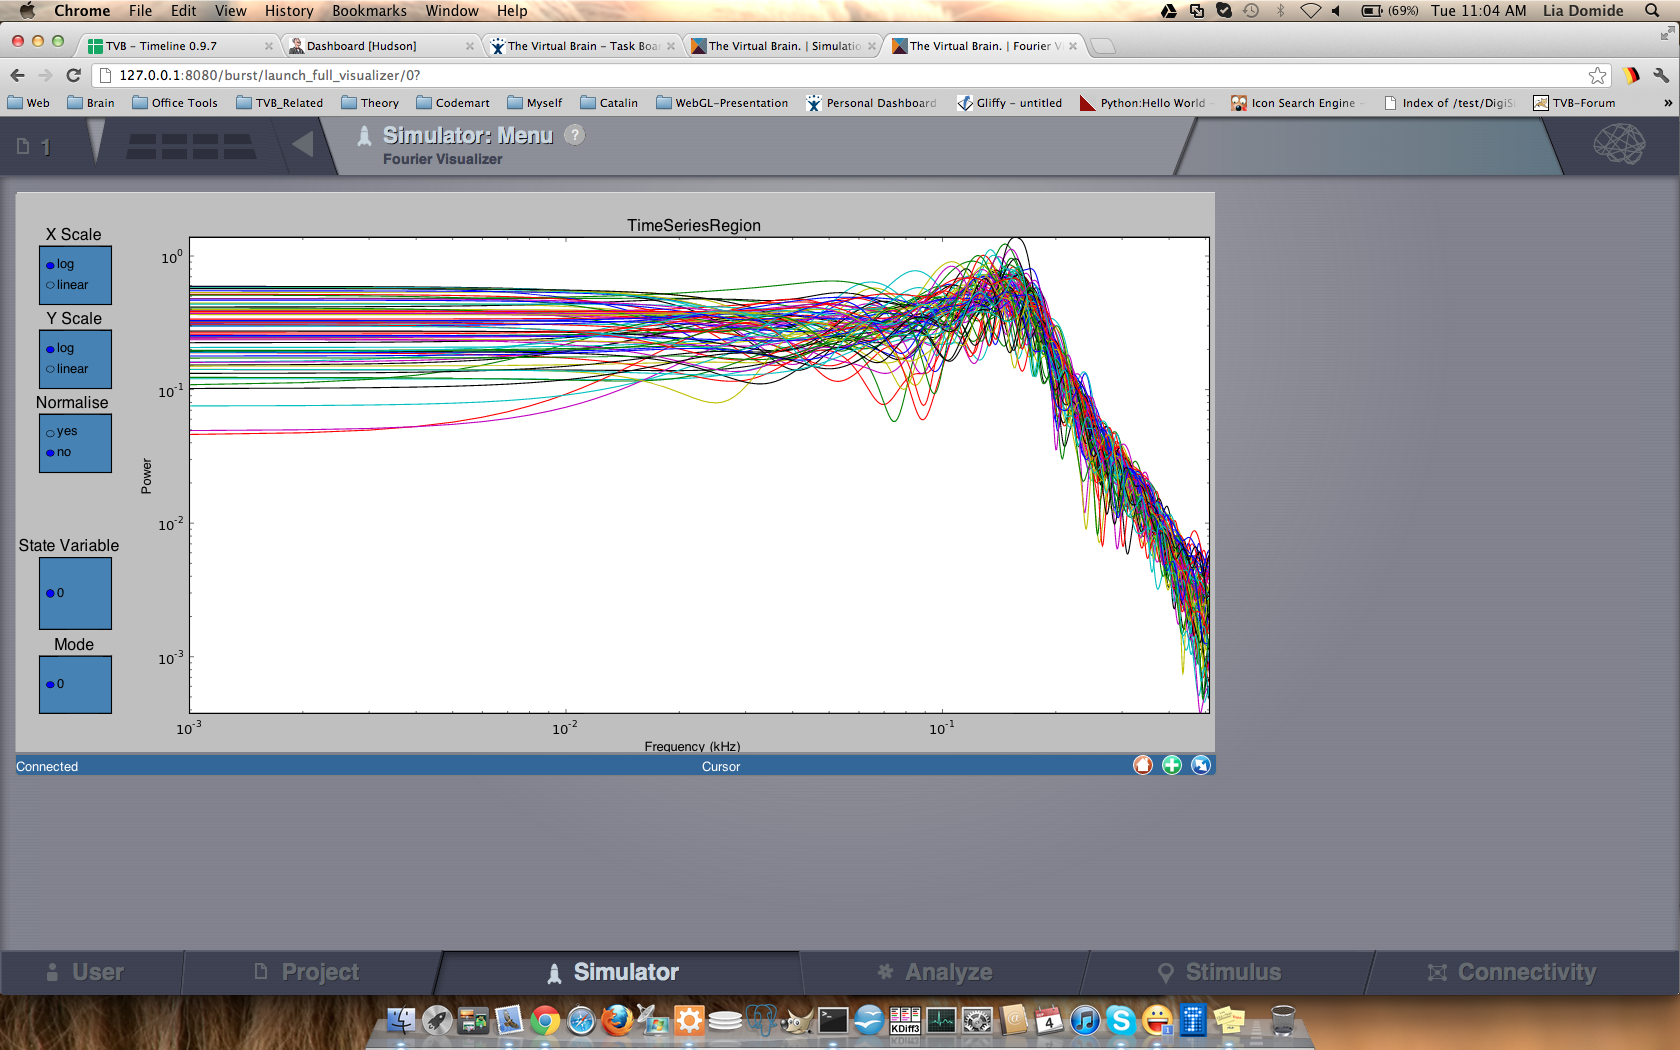 Chrome File Edit View History Bookmarks Window Help (69%) Tue 11:04 AM Lia Domide
TVB – Timeline 0.9.7 Dashboard [Hudson] The Virtual Brain – Task Boar The Virtual Brain. | Simulatio The Virtual Brain. | Fourier V
127.0.0.1:8080/burst/launch_full_visualizer/0?
Web Brain Office Tools TVB_Related Theory Codemart Myself Catalin WebGL-Presentation Personal Dashboard Gliffy – untitled Python:Hello World Icon Search Engine Index of /test/DigiS TVB-Forum »
1 Simulator: Menu ?
Fourier Visualizer
TimeSeriesRegion
X Scale
log
linear
Y Scale
log
linear
Normalise
yes
no
State Variable
0
Mode
0
Power
10^0
10^-1
10^-2
10^-3
10^-3 10^-2 10^-1
Frequency (kHz)
Connected Cursor
User Project Simulator Analyze Stimulus Connectivity
KDiff3
4
1